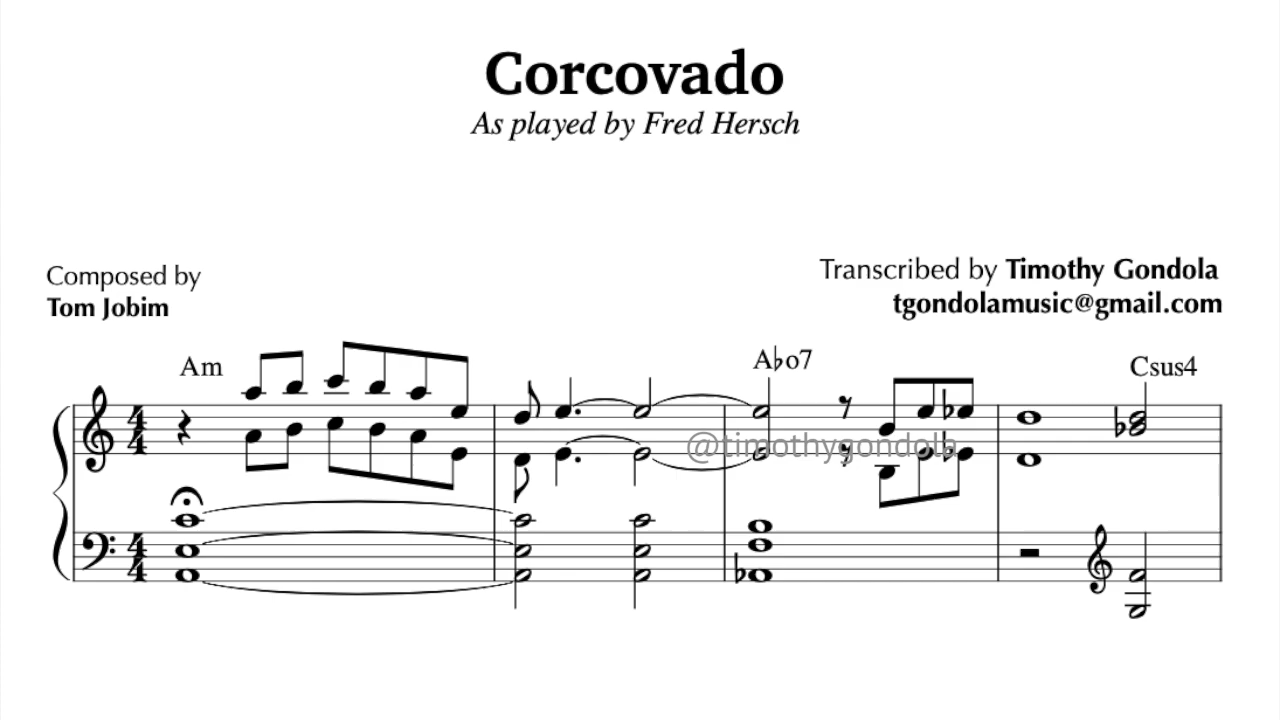 Corcovado
As played by Fred Hersch
Composed by
Tom Jobim
Transcribed by Timothy Gondola
tgondolamusic@gmail.com
Am
A♭o7
Csus4
@timothygondola